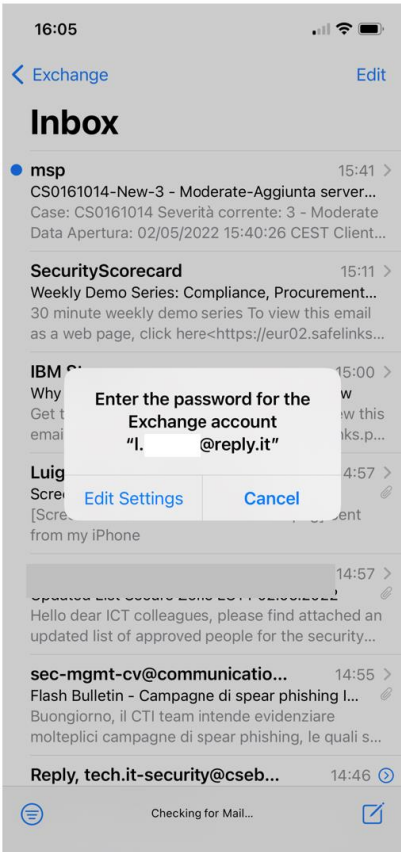 16:05
Exchange
Edit
Inbox
msp 15:41
CS0161014-New-3 - Moderate-Aggiunta server...
Case: CS0161014 Severità corrente: 3 - Moderate
Data Apertura: 02/05/2022 15:40:26 CEST Client...
SecurityScorecard 15:11
Weekly Demo Series: Compliance, Procurement...
30 minute weekly demo series To view this email
as a web page, click here<https://eur02.safelinks...
IBM 15:00
Why
Get
Enter the password for the
Exchange account
"l. @reply.it"
Edit Settings
Cancel
4:57
from my iPhone
14:57
Hello dear ICT colleagues, please find attached an
updated list of approved people for the security...
sec-mgmt-cv@communicatio... 14:55
Flash Bulletin - Campagne di spear phishing I...
Buongiorno, il CTI team intende evidenziare
molteplici campagne di spear phishing, le quali s...
Reply, tech.it-security@cseb... 14:46
Checking for Mail...